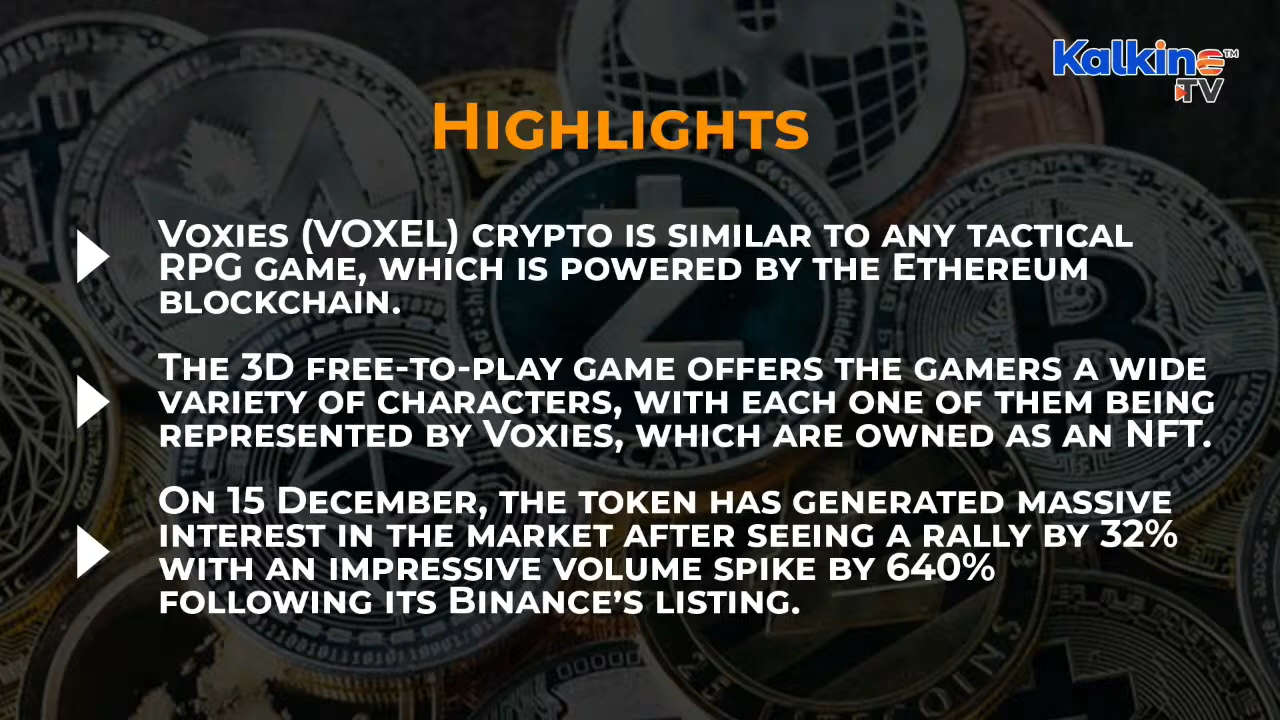 Kalkine™
TV
HIGHLIGHTS
VOXIES (VOXEL) CRYPTO IS SIMILAR TO ANY TACTICAL
RPG GAME, WHICH IS POWERED BY THE ETHEREUM
BLOCKCHAIN.
THE 3D FREE-TO-PLAY GAME OFFERS THE GAMERS A WIDE
VARIETY OF CHARACTERS, WITH EACH ONE OF THEM BEING
REPRESENTED BY VOXIES, WHICH ARE OWNED AS AN NFT.
ON 15 DECEMBER, THE TOKEN HAS GENERATED MASSIVE
INTEREST IN THE MARKET AFTER SEEING A RALLY BY 32%
WITH AN IMPRESSIVE VOLUME SPIKE BY 640%
FOLLOWING ITS BINANCE’S LISTING.